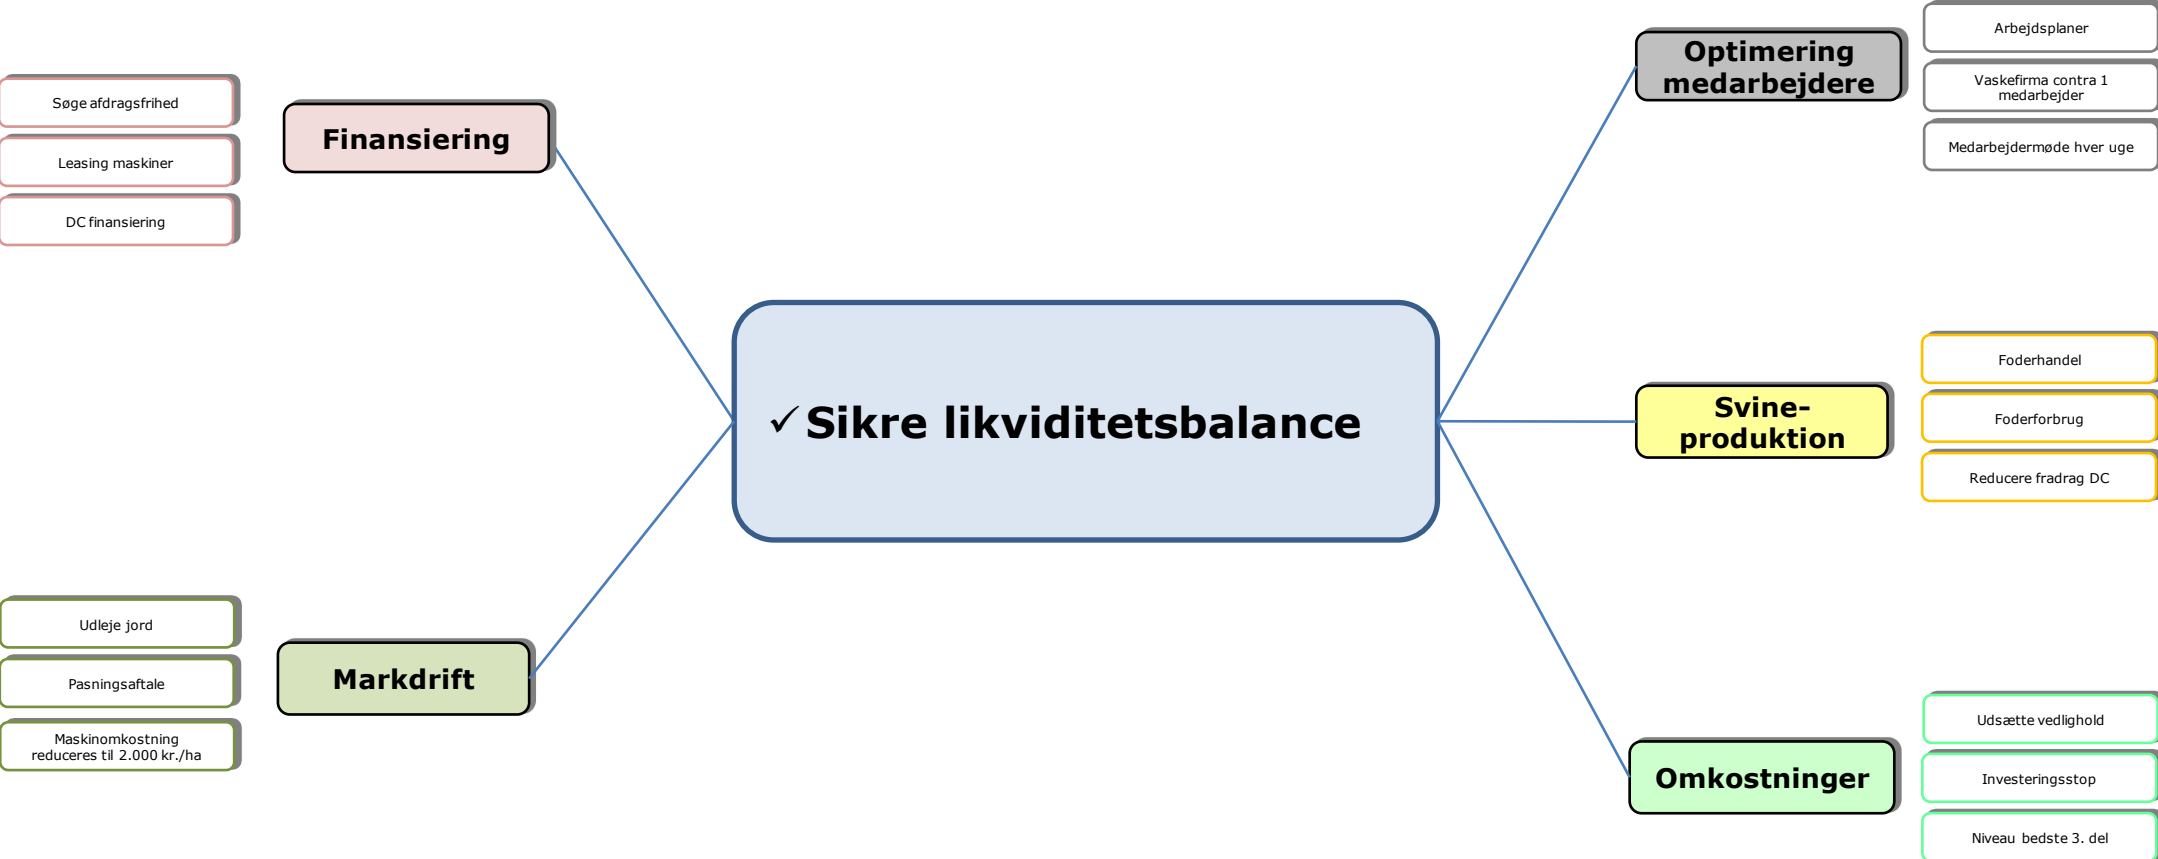 Søge afdragsfrihed
Leasing maskiner
DC finansiering
Finansiering
Udleje jord
Pasningsaftale
Maskinomkostning
reduceres til 2.000 kr./ha
Markdrift
✓Sikre likviditetsbalance
Optimering
medarbejdere
Arbejdsplaner
Vaskefirma contra 1
medarbejder
Medarbejdermøde hver uge
Svine-
produktion
Foderhandel
Foderforbrug
Reducere fradrag DC
Omkostninger
Udsætte vedlighold
Investeringsstop
Niveau bedste 3. del